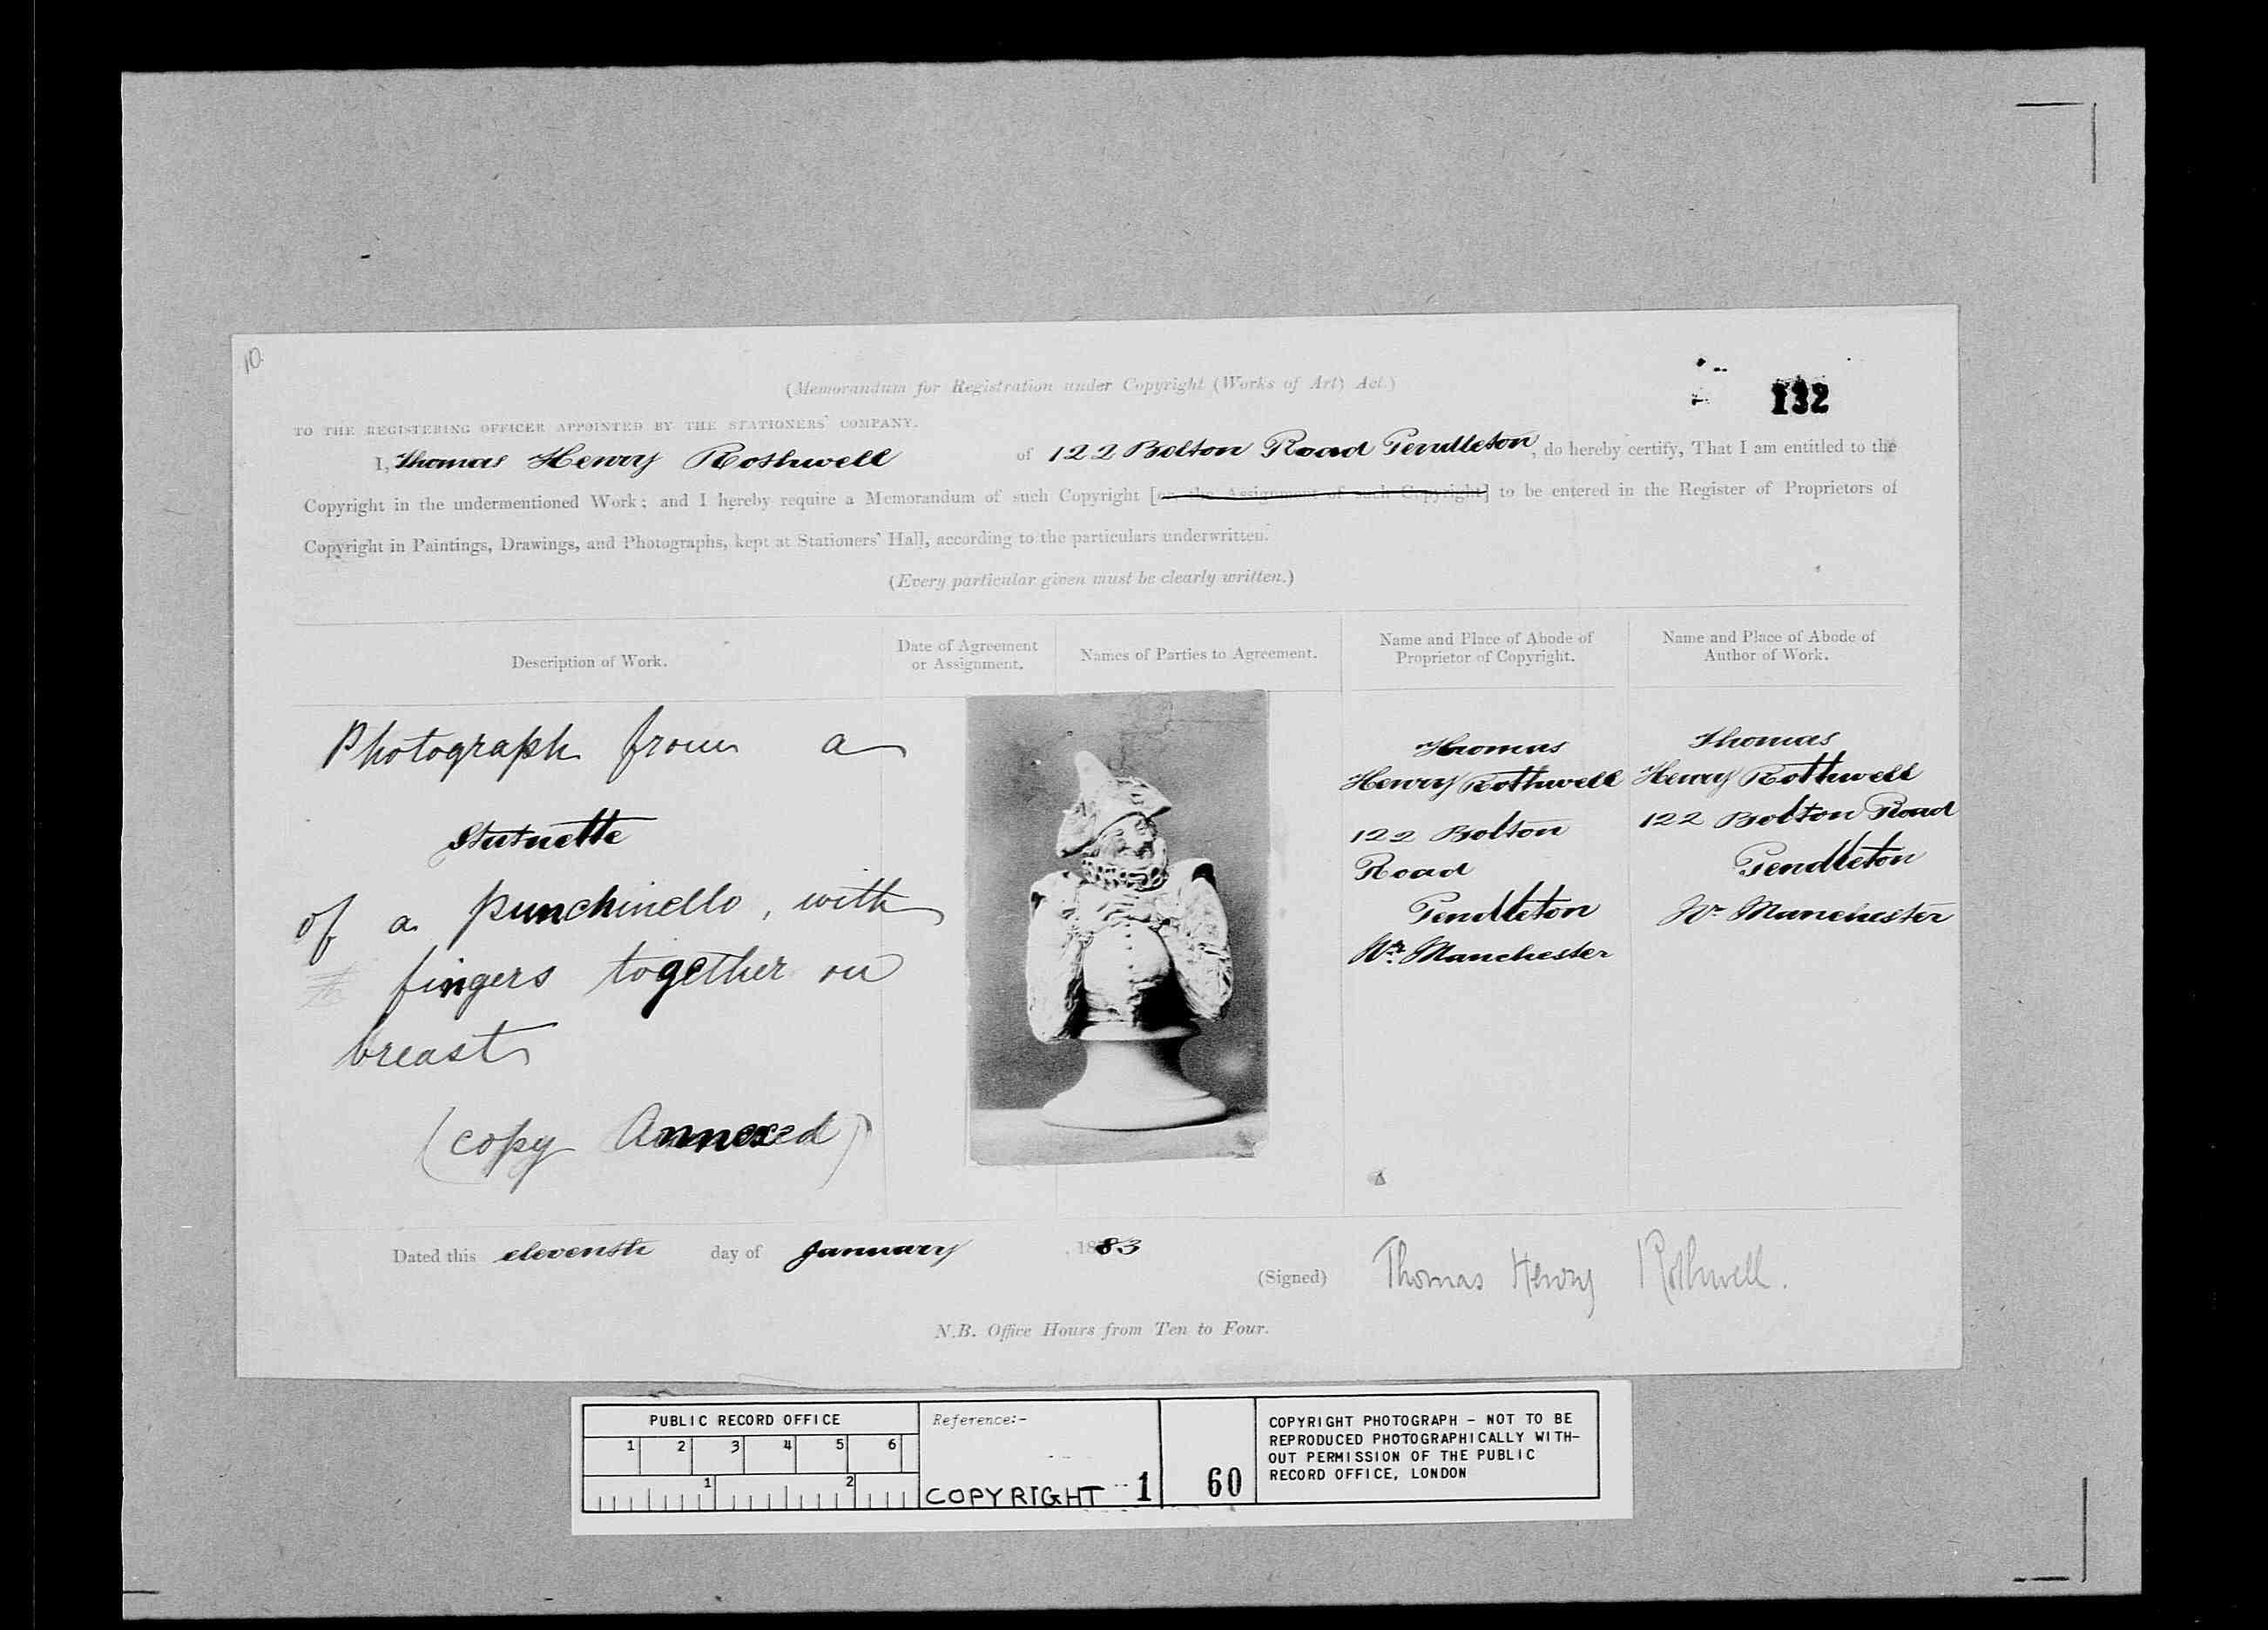 10.
(Memorandum for Registration under Copyright (Works of Art) Act.)
132
TO THE REGISTERING OFFICER APPOINTED BY THE STATIONERS' COMPANY.
I, Thomas Henry Rothwell of 122 Bolton Road Pendleton, do hereby certify, That I am entitled to the
Copyright in the undermentioned Work; and I hereby require a Memorandum of such Copyright [or the Assignment of such Copyright] to be entered in the Register of Proprietors of
Copyright in Paintings, Drawings, and Photographs, kept at Stationers' Hall, according to the particulars underwritten.
(Every particular given must be clearly written.)
Description of Work.
Date of Agreement
or Assignment.
Names of Parties to Agreement.
Name and Place of Abode of
Proprietor of Copyright.
Name and Place of Abode of
Author of Work.
Photograph from a
Statuette
of a punchinello, with
fingers together on
breast
(copy Annexed)
Thomas
Henry Rothwell
122 Bolton
Road
Pendleton
Nr. Manchester
Thomas
Henry Rothwell
122 Bolton Road
Pendleton
Nr Manchester
Dated this eleventh day of January, 1883
(Signed) Thomas Henry Rothwell.
N.B. Office Hours from Ten to Four.
PUBLIC RECORD OFFICE
1 2 3 4 5 6
1 2
Reference:-
COPYRIGHT 1
60
COPYRIGHT PHOTOGRAPH - NOT TO BE
REPRODUCED PHOTOGRAPHICALLY WITH-
OUT PERMISSION OF THE PUBLIC
RECORD OFFICE, LONDON